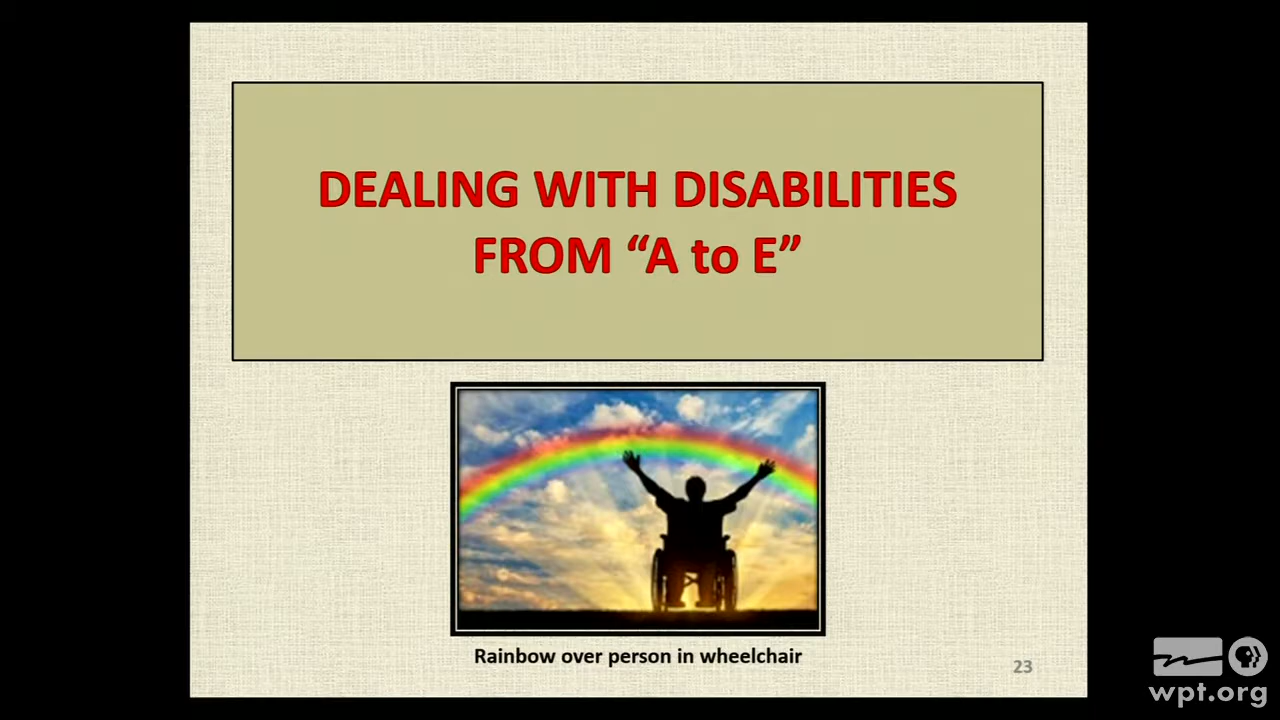 DEALING WITH DISABILITIES
FROM “A to E”
Rainbow over person in wheelchair
23
wpt.org